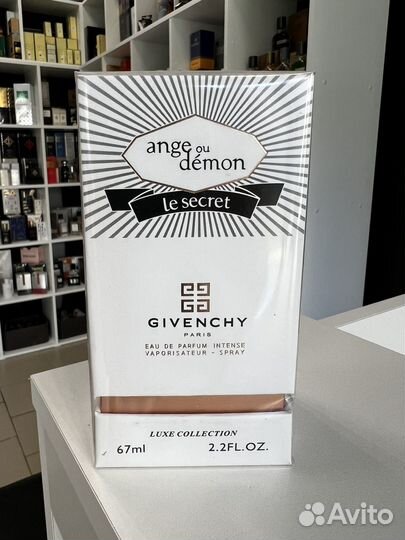 ange ou
démon
le secret
GIVENCHY
PARIS
EAU DE PARFUM INTENSE
VAPORISATEUR - SPRAY
LUXE COLLECTION
67ml 2.2FL.OZ.
Avito